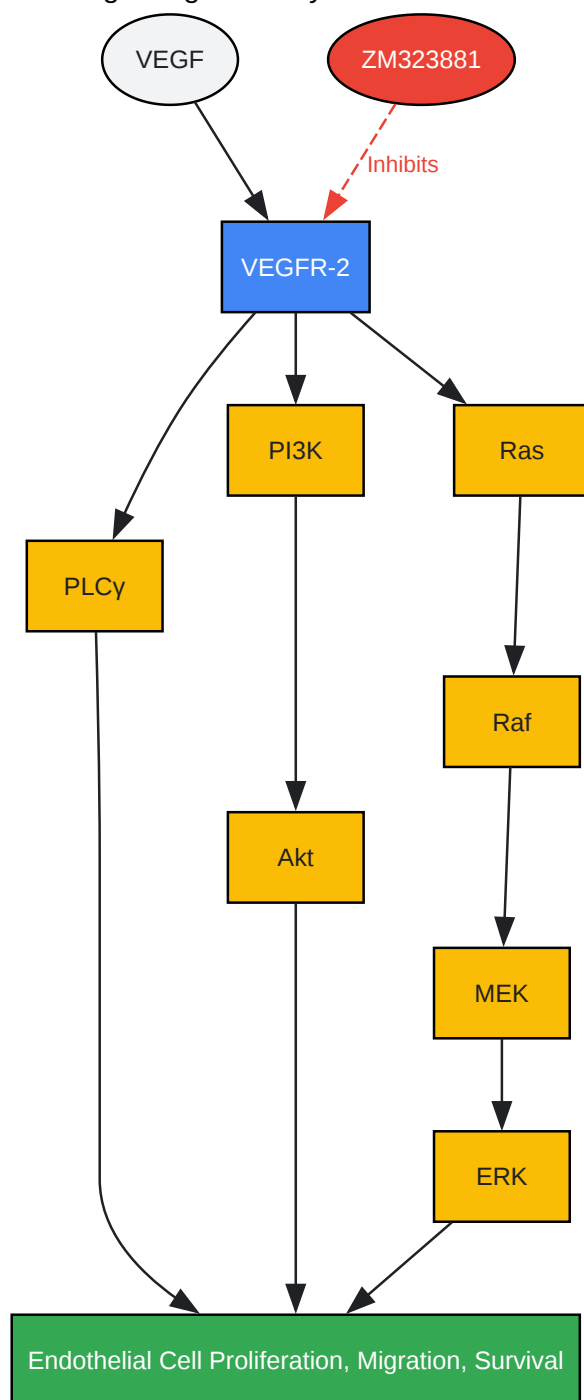 VEGF
ZM323881
Inhibits
VEGFR-2
PI3K
Ras
PLCγ
Raf
Akt
MEK
ERK
Endothelial Cell Proliferation, Migration, Survival